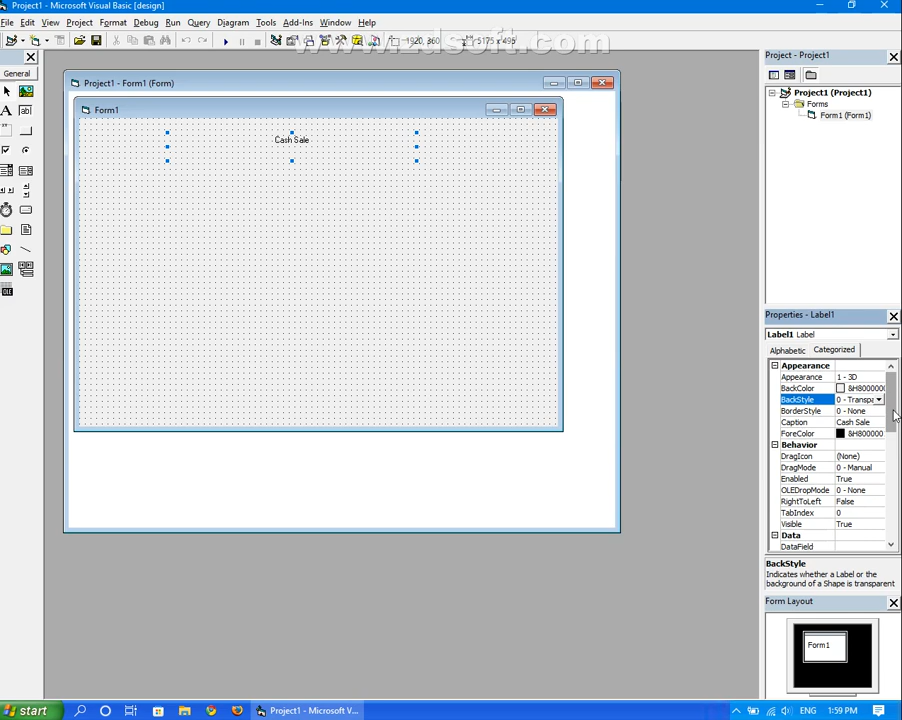 Project1 - Microsoft Visual Basic [design]
File Edit View Project Format Debug Run Query Diagram Tools Add-Ins Window Help
1920, 360
5175 x 495
General
A
Project1 - Form1 (Form)
Form1
Cash Sale
Project - Project1
Project1 (Project1)
Forms
Form1 (Form1)
Properties - Label1
Label1 Label
Alphabetic Categorized
Appearance
Appearance 1 - 3D
BackColor &H8000000
BackStyle 0 - Transpa
BorderStyle 0 - None
Caption Cash Sale
ForeColor &H800000
Behavior
DragIcon (None)
DragMode 0 - Manual
Enabled True
OLEDropMode 0 - None
RightToLeft False
TabIndex 0
Visible True
Data
DataField
BackStyle
Indicates whether a Label or the
background of a Shape is transparent
Form Layout
Form1
start
Project1 - Microsoft V...
ENG
1:59 PM